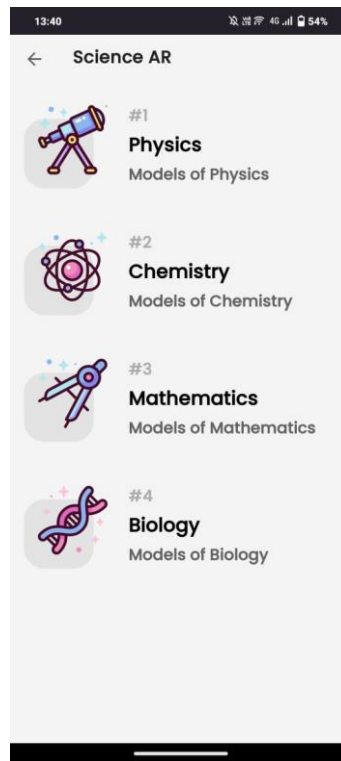 13:40
4G 54%
Science AR
#1
Physics
Models of Physics
#2
Chemistry
Models of Chemistry
#3
Mathematics
Models of Mathematics
#4
Biology
Models of Biology